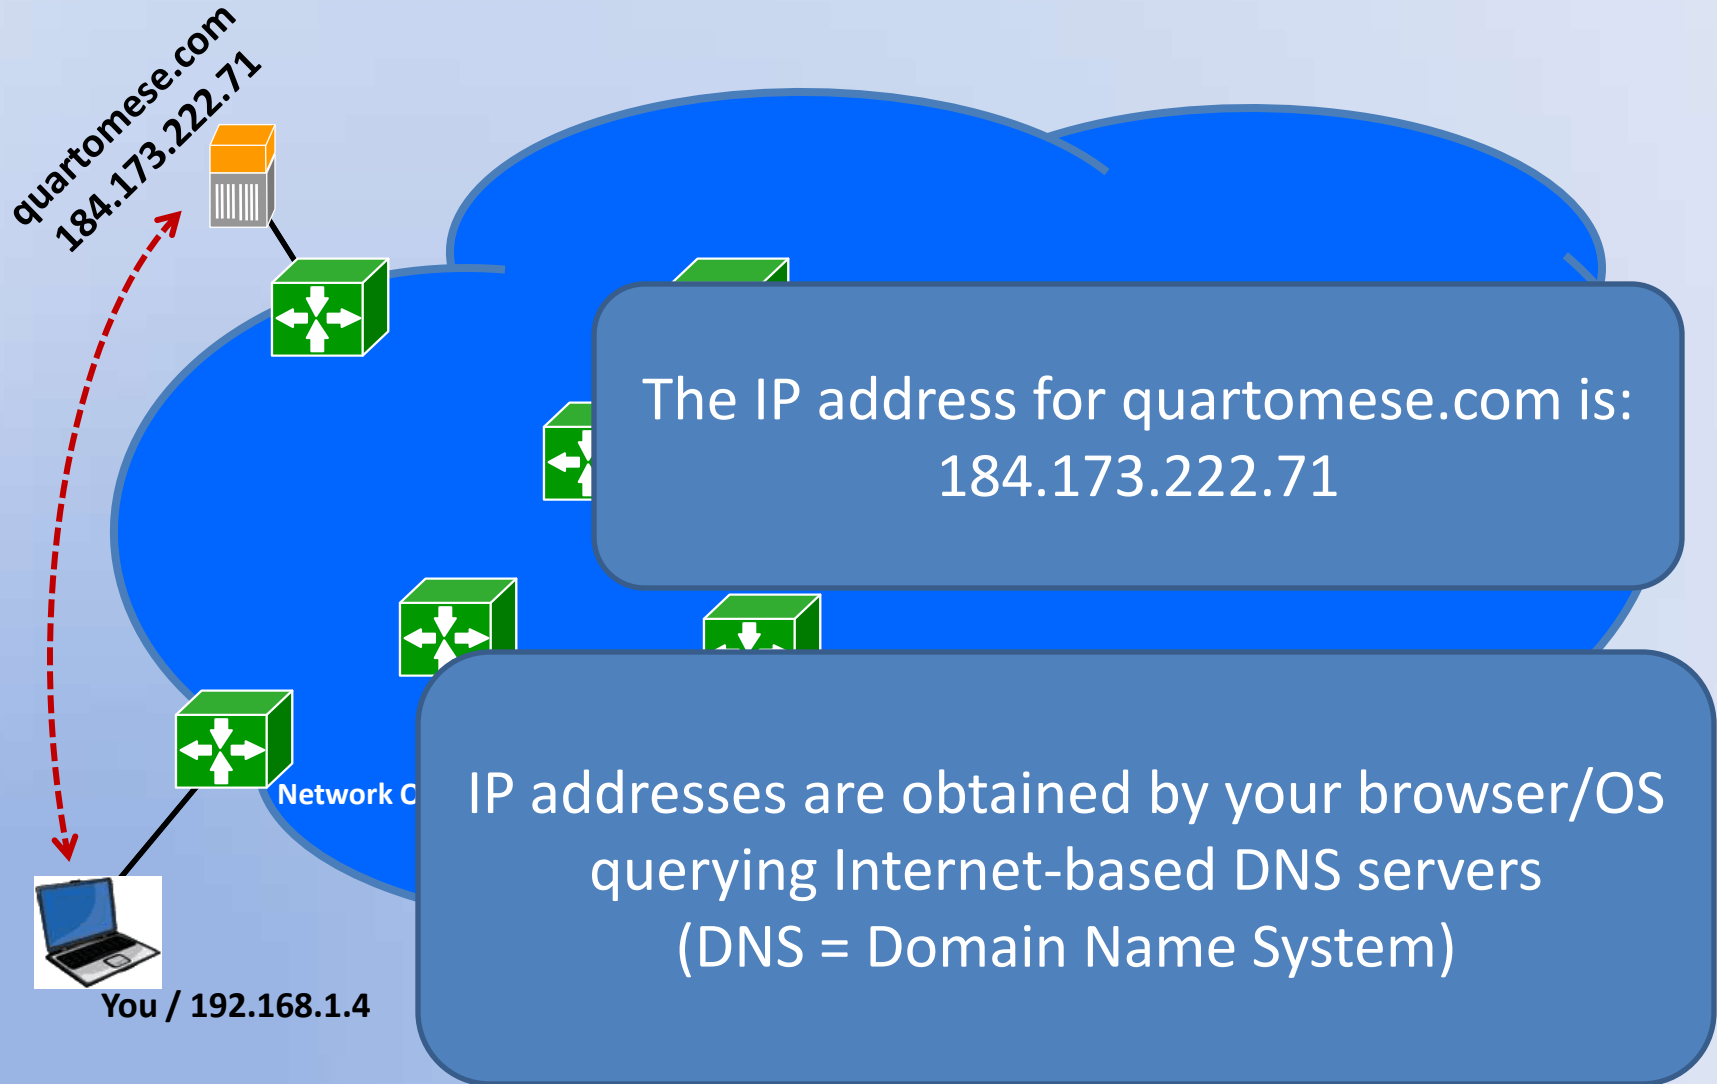 quartomese.com
184.173.222.71
The IP address for quartomese.com is:
184.173.222.71
Network
IP addresses are obtained by your browser/OS
querying Internet-based DNS servers
(DNS = Domain Name System)
You / 192.168.1.4